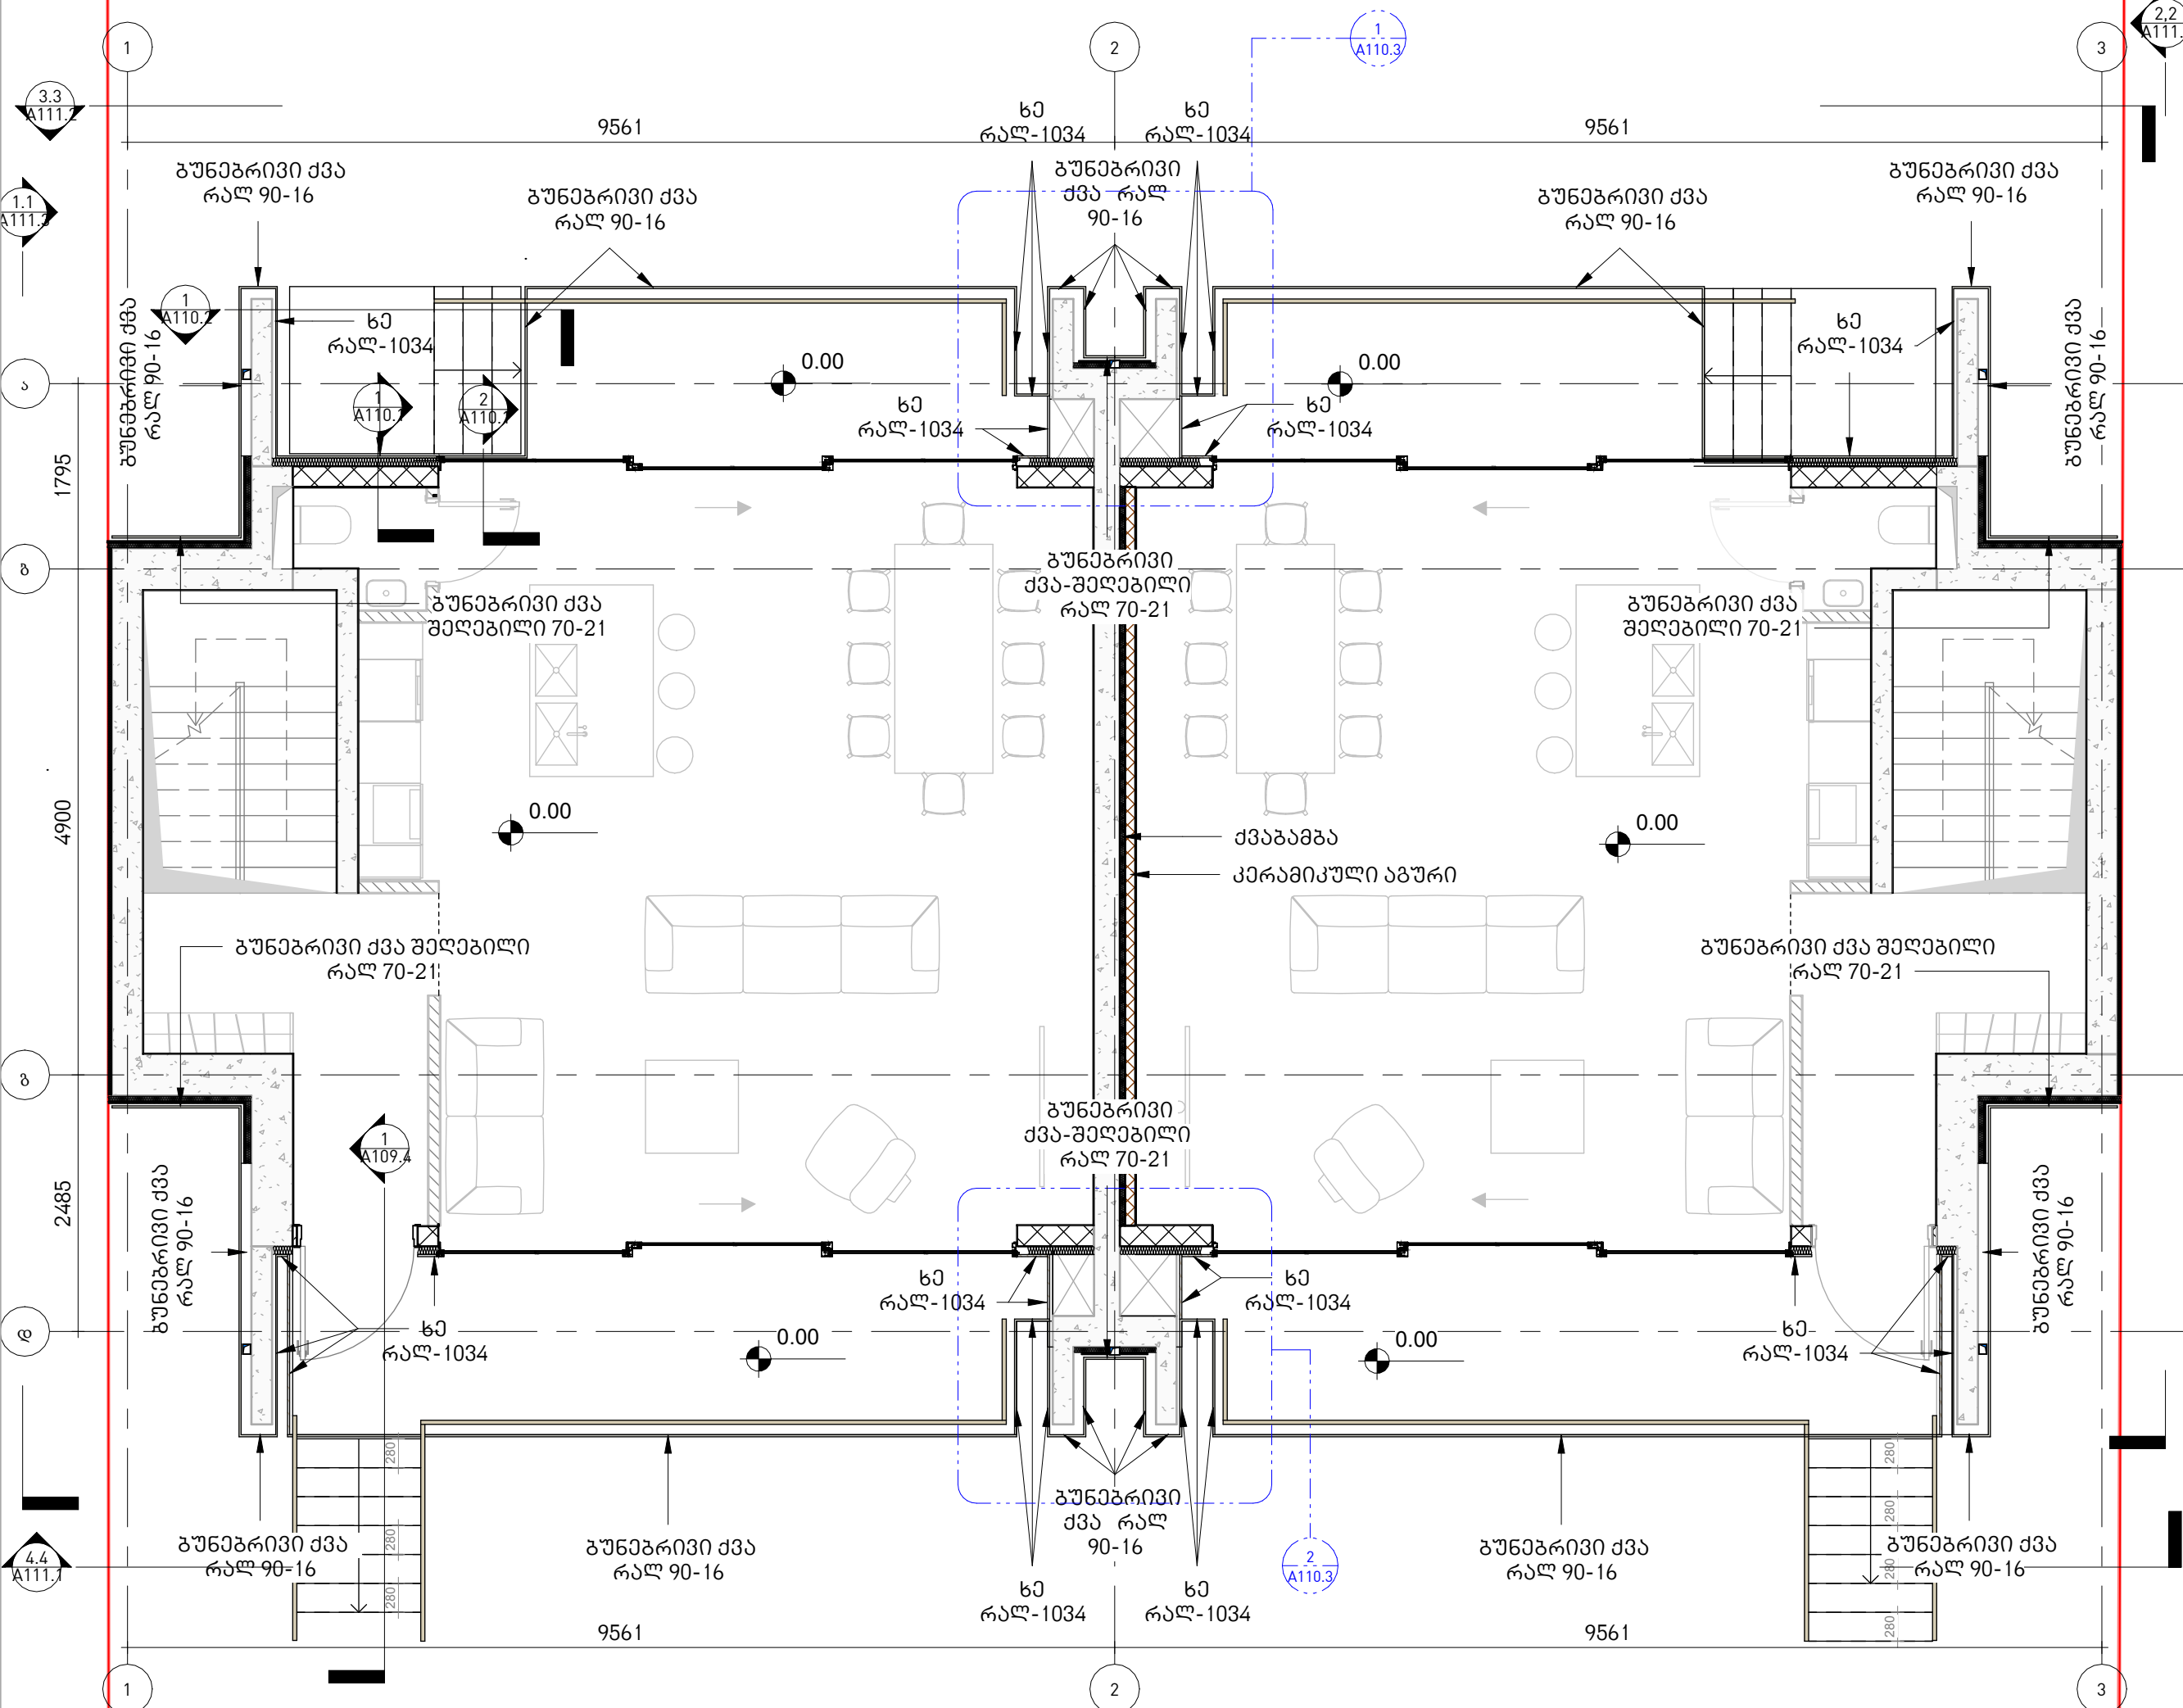 1
2
3
1
A110.3
2,2
A111.
3.3
A111.2
1.1
A111.3
9561
9561
ხე
რალ-1034
ხე
რალ-1034
ბუნებრივი ქვა
რალ 90-16
ბუნებრივი ქვა
რალ 90-16
ბუნებრივი
ქვა რალ
90-16
ბუნებრივი ქვა
რალ 90-16
ბუნებრივი ქვა
რალ 90-16
ბუნებრივი ქვა
რალ 90-16
1
A110.2
ხე
რალ-1034
0.00
0.00
ხე
რალ-1034
ბუნებრივი ქვა
რალ 90-16
ა
1
A110.1
2
A110.1
ხე
რალ-1034
ხე
რალ-1034
1795
ბ
ბუნებრივი
ქვა-შეღებილი
რალ 70-21
ბუნებრივი ქვა
შეღებილი 70-21
ბუნებრივი ქვა
შეღებილი 70-21
4900
0.00
0.00
ქვაბამბა
კერამიკული აგური
ბუნებრივი ქვა შეღებილი
რალ 70-21
ბუნებრივი ქვა შეღებილი
რალ 70-21
გ
ბუნებრივი
ქვა-შეღებილი
რალ 70-21
1
A109.4
2485
ბუნებრივი ქვა
რალ 90-16
ბუნებრივი ქვა
რალ 90-16
ხე
რალ-1034
ხე
რალ-1034
დ
ხე
რალ-1034
0.00
0.00
ხე
რალ-1034
280
280
280
280
280
280
280
ბუნებრივი ქვა
რალ 90-16
ბუნებრივი ქვა
რალ 90-16
ბუნებრივი
ქვა რალ
90-16
ბუნებრივი ქვა
რალ 90-16
ბუნებრივი ქვა
რალ 90-16
4.4
A111.1
2
A110.3
ხე
რალ-1034
ხე
რალ-1034
9561
9561
1
2
3